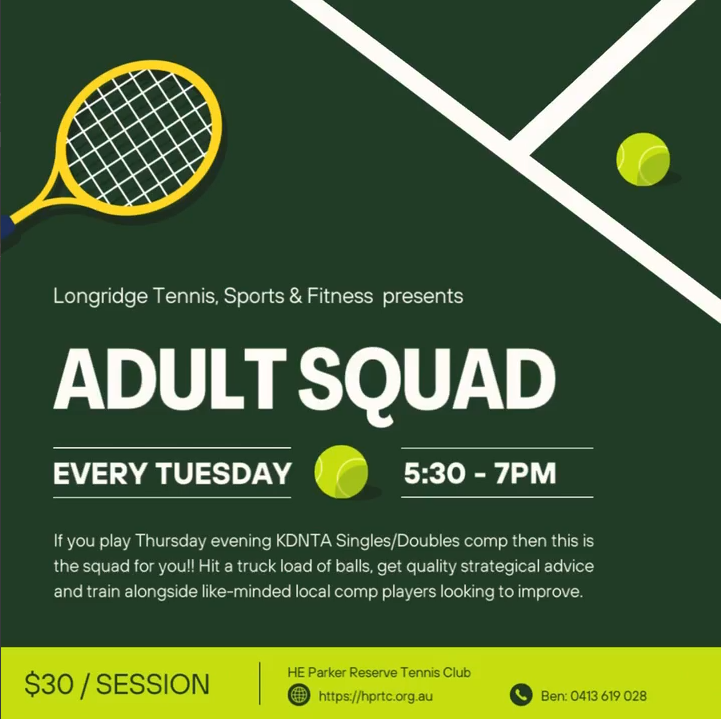 Longridge Tennis, Sports & Fitness presents
ADULT SQUAD
EVERY TUESDAY
5:30 - 7PM
If you play Thursday evening KDNTA Singles/Doubles comp then this is
the squad for you!! Hit a truck load of balls, get quality strategical advice
and train alongside like-minded local comp players looking to improve.
$30 / SESSION
HE Parker Reserve Tennis Club
https://hprtc.org.au
Ben: 0413 619 028